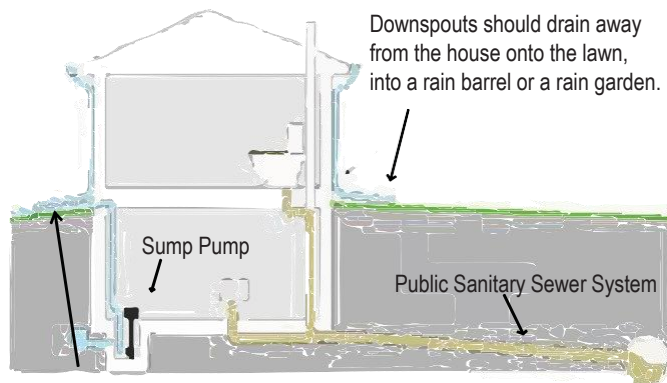 Downspouts should drain away
from the house onto the lawn,
into a rain barrel or a rain garden.
Sump Pump
Public Sanitary Sewer System